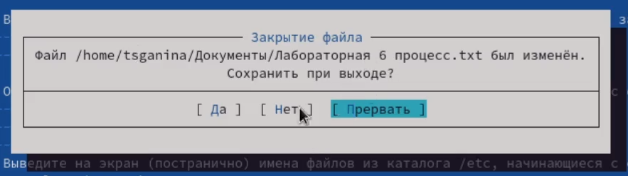 В
з
Закрытие файла
Файл /home/tsganina/Документы/Лабораторная 6 процесс.txt был изменён.
Сохранить при выходе?
О
с
[ Да ] [ Нет ] [ Прервать ]
Выведите на экран (постранично) имена файлов из каталога /etc, начинающиеся с